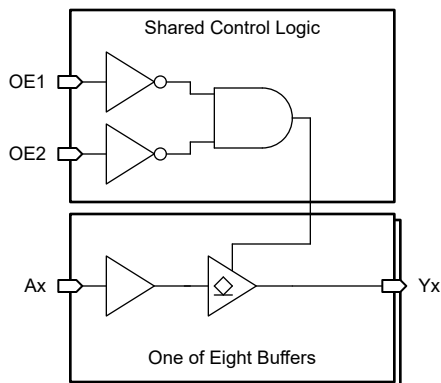 Shared Control Logic
OE1
OE2
Ax
Yx
One of Eight Buffers